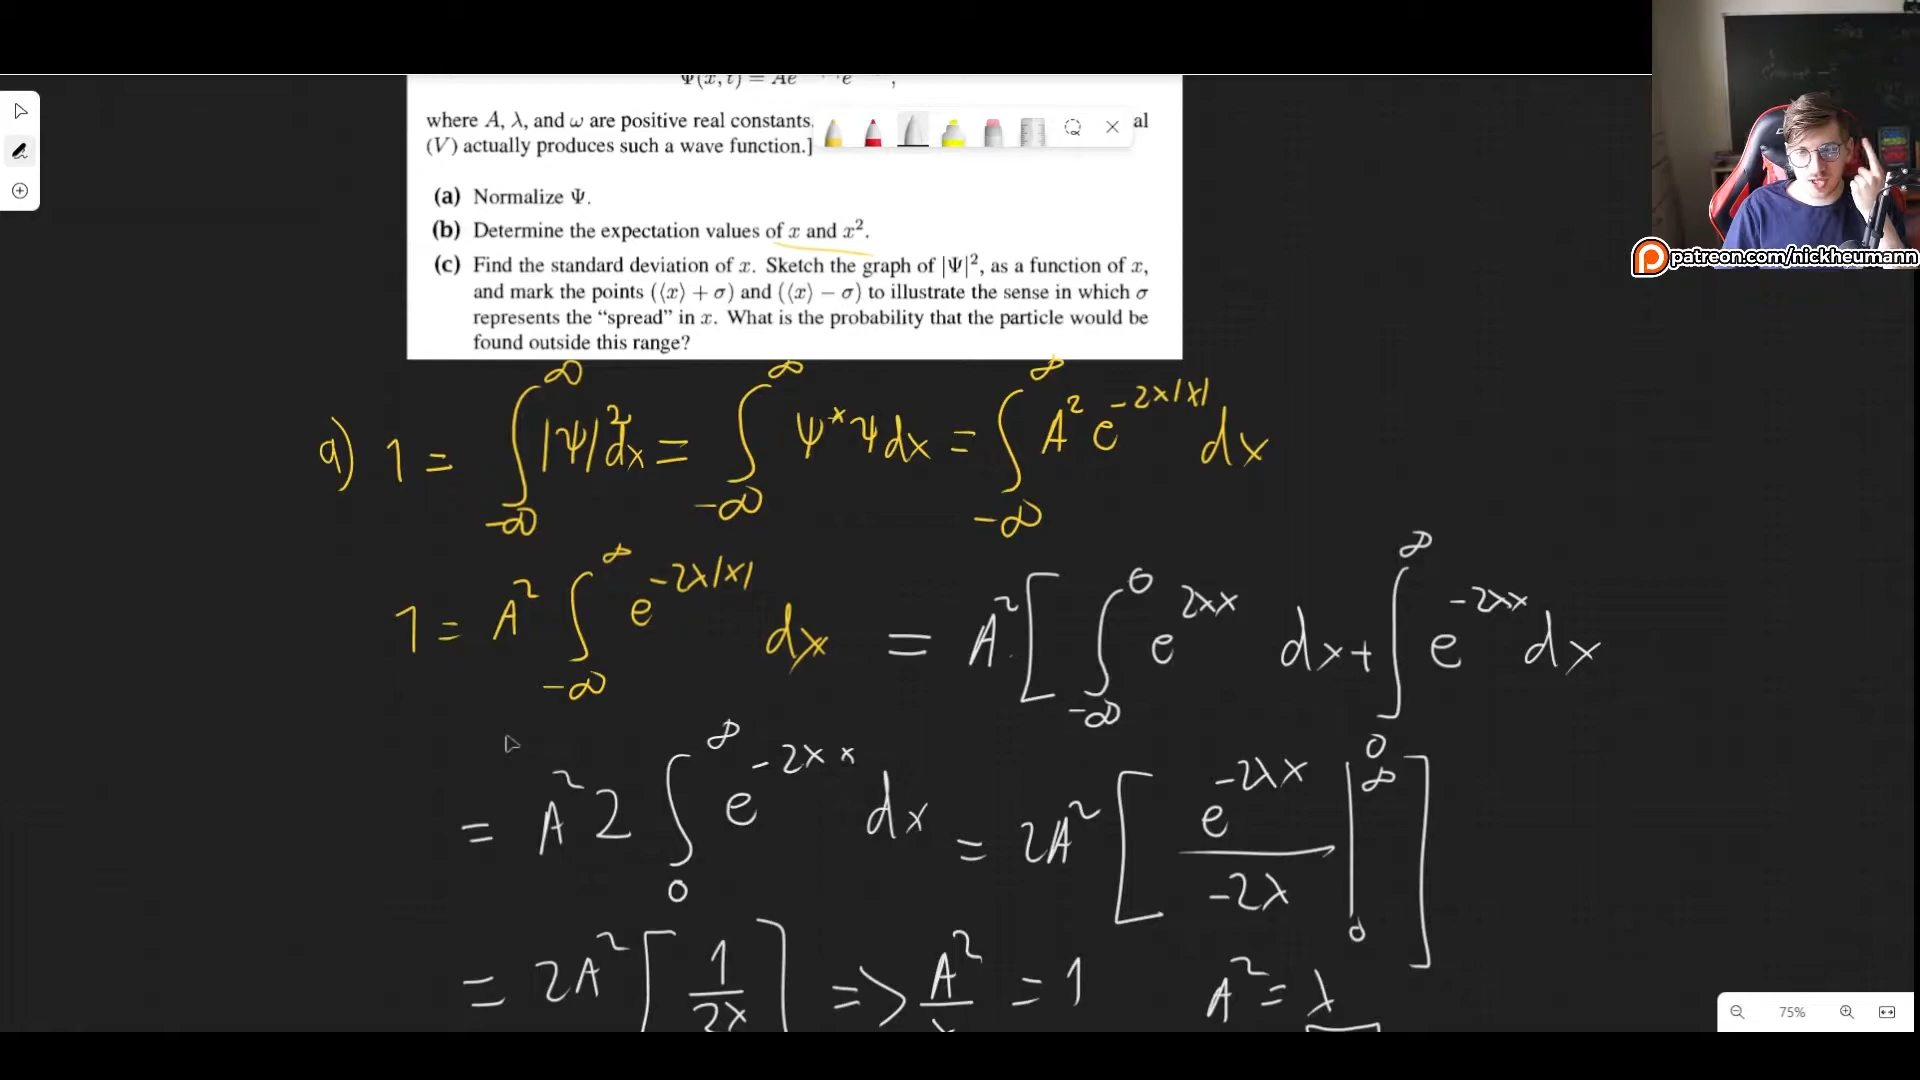 Ψ(x,t) = Ae e ,
where A, λ, and ω are positive real constants. al
(V) actually produces such a wave function.]
(a) Normalize Ψ.
(b) Determine the expectation values of x and x².
(c) Find the standard deviation of x. Sketch the graph of |Ψ|², as a function of x,
and mark the points (⟨x⟩ + σ) and (⟨x⟩ − σ) to illustrate the sense in which σ
represents the “spread” in x. What is the probability that the particle would be
found outside this range?
patreon.com/nickheumann
a) 1 = ∫_{-∞}^{∞} |Ψ|² dx = ∫_{-∞}^{∞} Ψ*Ψ dx = ∫_{-∞}^{∞} A² e^{-2λ|x|} dx
1 = A² ∫_{-∞}^{∞} e^{-2λ|x|} dx = A² [ ∫_{-∞}^{0} e^{2λx} dx + ∫_{0}^{∞} e^{-2λx} dx
= A² 2 ∫_{0}^{∞} e^{-2λx} dx = 2A² [ e^{-2λx} / -2λ |_{0}^{∞} ]
= 2A² [ 1 / 2λ ] => A² / λ = 1 A² = λ
75%